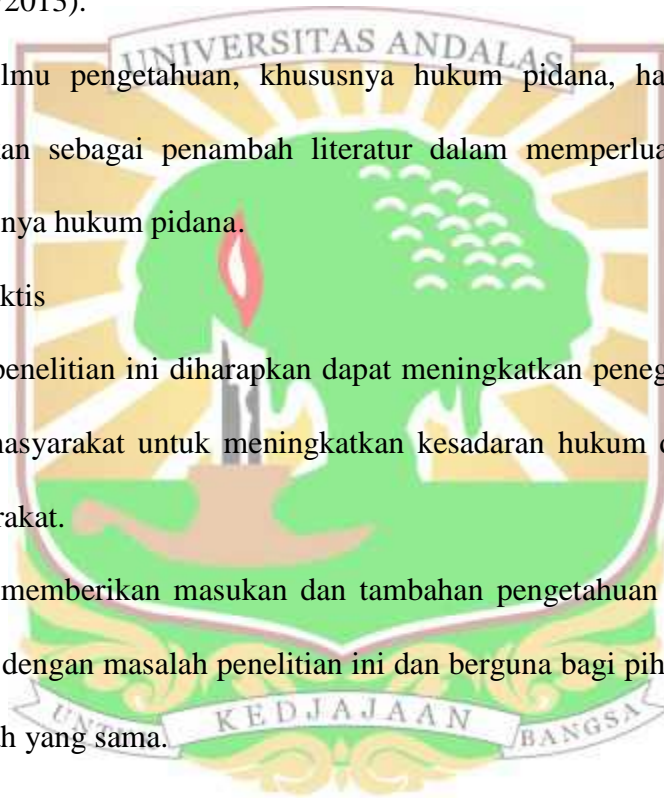 2013).
UNIVERSITAS ANDALAS
lmu pengetahuan, khususnya hukum pidana, ha
an sebagai penambah literatur dalam memperlua
nya hukum pidana.
ktis
penelitian ini diharapkan dapat meningkatkan peneg
masyarakat untuk meningkatkan kesadaran hukum d
rakat.
memberikan masukan dan tambahan pengetahuan
dengan masalah penelitian ini dan berguna bagi pih
h yang sama.
KEDJAJAAN BANGSA